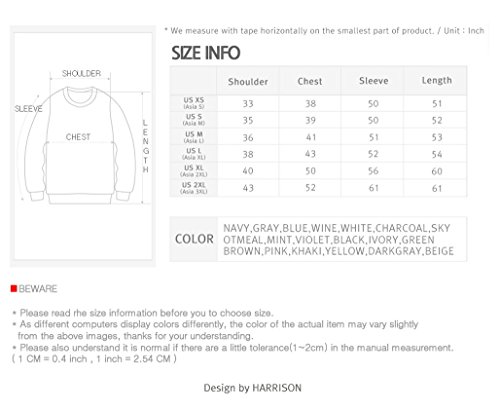 * We measure with tape horizontally on the smallest part of product. / Unit : Inch
SIZE INFO
SHOULDER
SLEEVE
CHEST
LENGTH
Shoulder Chest Sleeve Length
US XS (Asia S) 33 38 50 51
US S (Asia M) 35 39 50 52
US M (Asia L) 36 41 51 53
US L (Asia XL) 38 43 52 54
US XL (Asia 2XL) 40 50 56 60
US 2XL (Asia 3XL) 43 52 61 61
COLOR
NAVY,GRAY,BLUE,WINE,WHITE,CHARCOAL,SKY
OTMEAL,MINT,VIOLET,BLACK,IVORY,GREEN
BROWN,PINK,KHAKI,YELLOW,DARKGRAY,BEIGE
BEWARE
• Please read rhe size information before you to choose size.
• As different computers display colors differently, the color of the actual item may vary slightly
from the above images, thanks for your understanding.
• Please also understand it is normal if there are a little tolerance(1~2cm) in the manual measurement.
( 1 CM = 0.4 inch , 1 inch = 2.54 CM )
Design by HARRISON